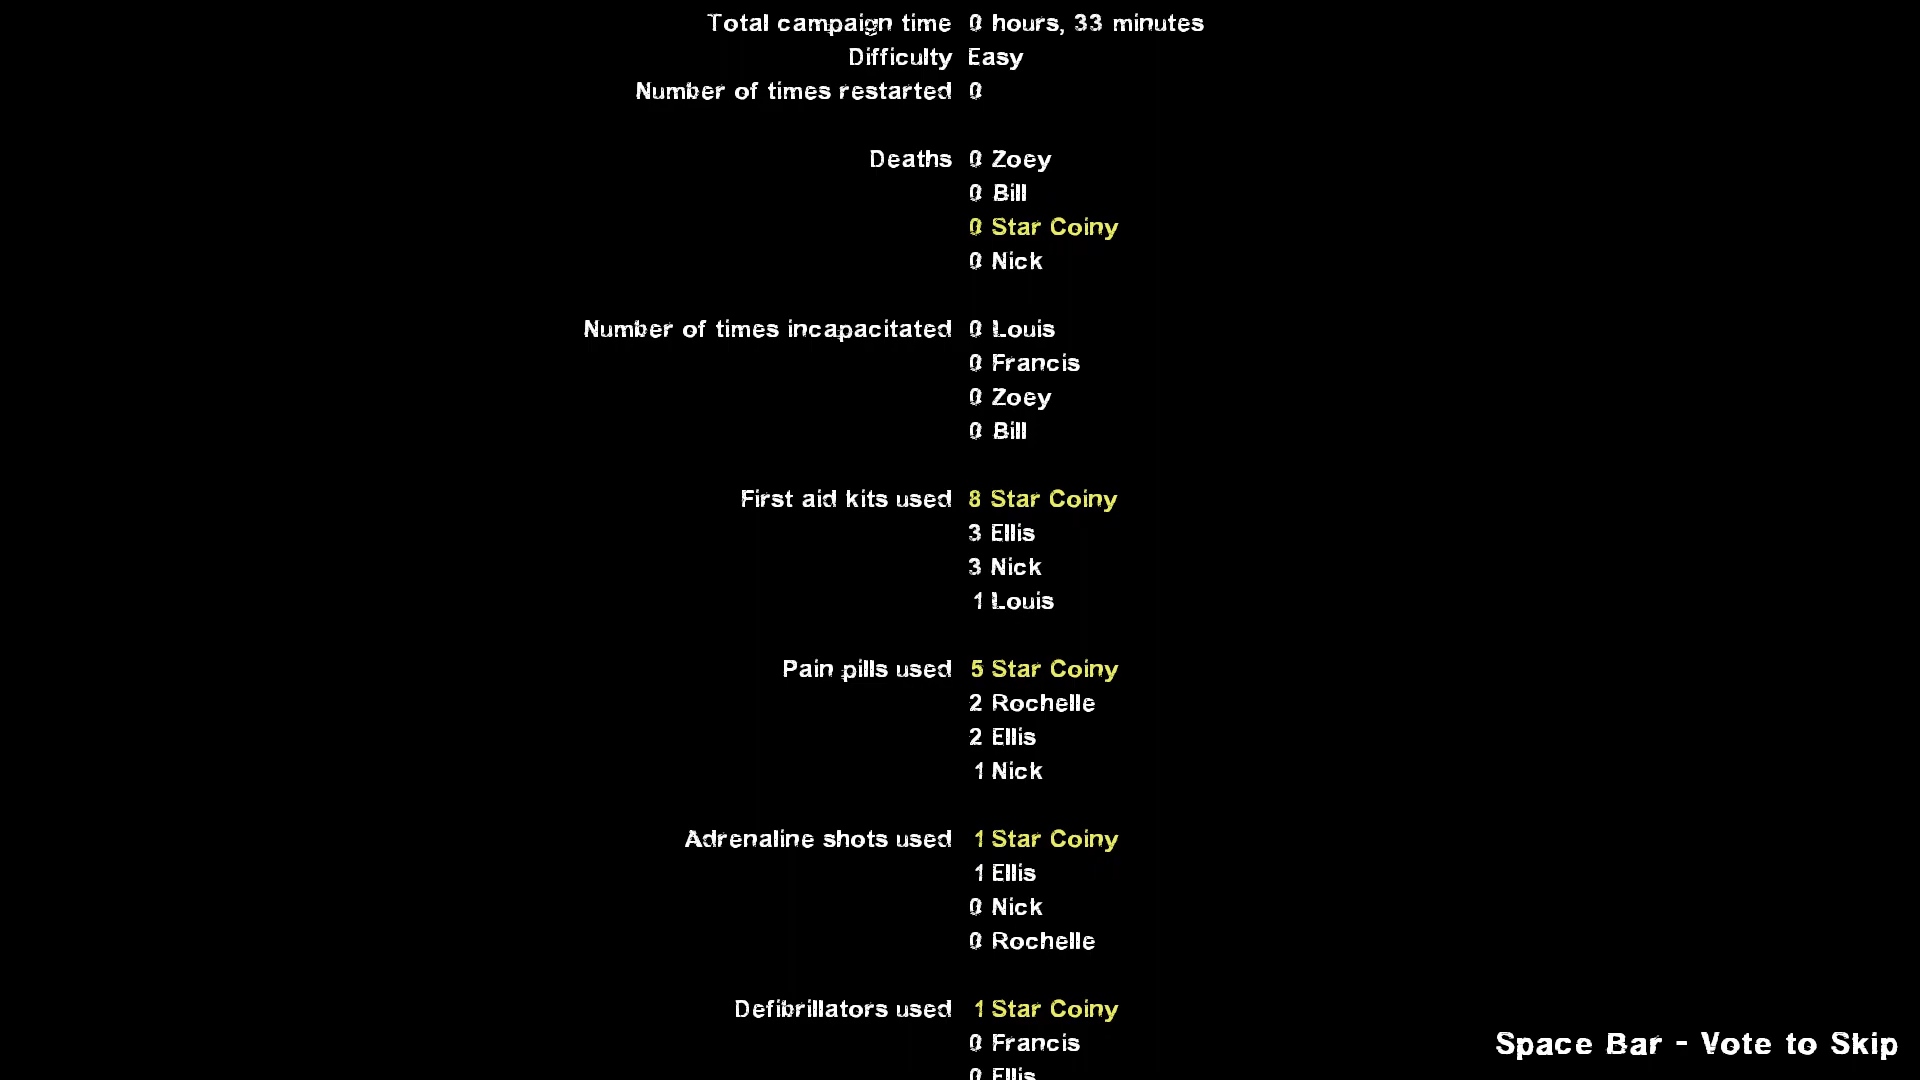 Total campaign time 0 hours, 33 minutes
Difficulty Easy
Number of times restarted 0
Deaths 0 Zoey
0 Bill
0 Star Coiny
0 Nick
Number of times incapacitated 0 Louis
0 Francis
0 Zoey
0 Bill
First aid kits used 8 Star Coiny
3 Ellis
3 Nick
1 Louis
Pain pills used 5 Star Coiny
2 Rochelle
2 Ellis
1 Nick
Adrenaline shots used 1 Star Coiny
1 Ellis
0 Nick
0 Rochelle
Defibrillators used 1 Star Coiny
0 Francis
0 Ellis
Space Bar - Vote to Skip